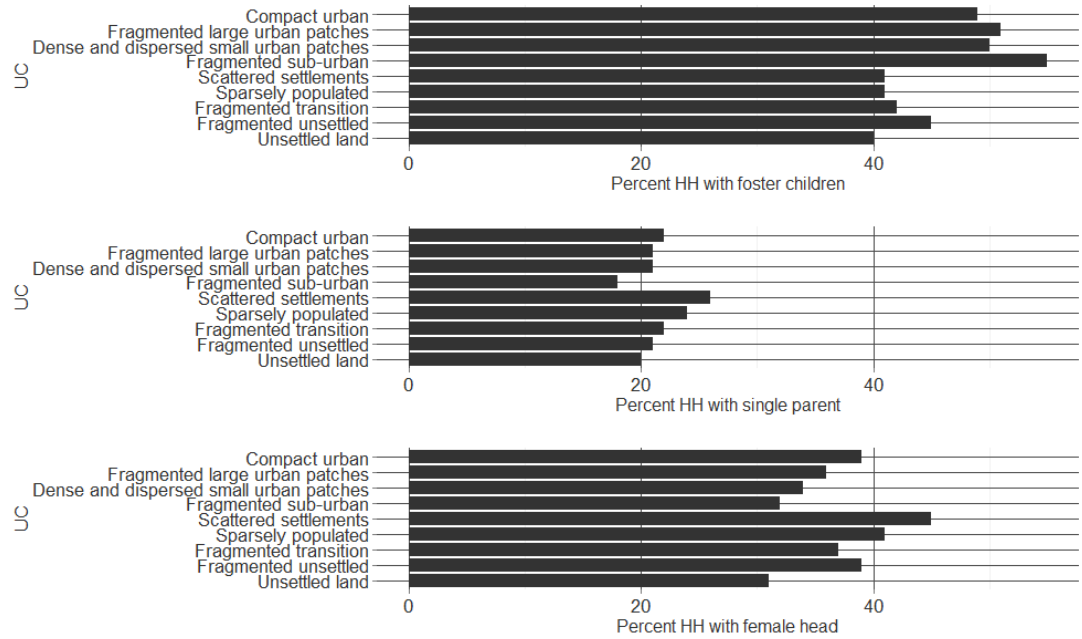 Compact urban
Fragmented large urban patches
Dense and dispersed small urban patches
Fragmented sub-urban
Scattered settlements
Sparsely populated
Fragmented transition
Fragmented unsettled
Unsettled land
UC
0 20 40
Percent HH with foster children
Compact urban
Fragmented large urban patches
Dense and dispersed small urban patches
Fragmented sub-urban
Scattered settlements
Sparsely populated
Fragmented transition
Fragmented unsettled
Unsettled land
UC
0 20 40
Percent HH with single parent
Compact urban
Fragmented large urban patches
Dense and dispersed small urban patches
Fragmented sub-urban
Scattered settlements
Sparsely populated
Fragmented transition
Fragmented unsettled
Unsettled land
UC
0 20 40
Percent HH with female head